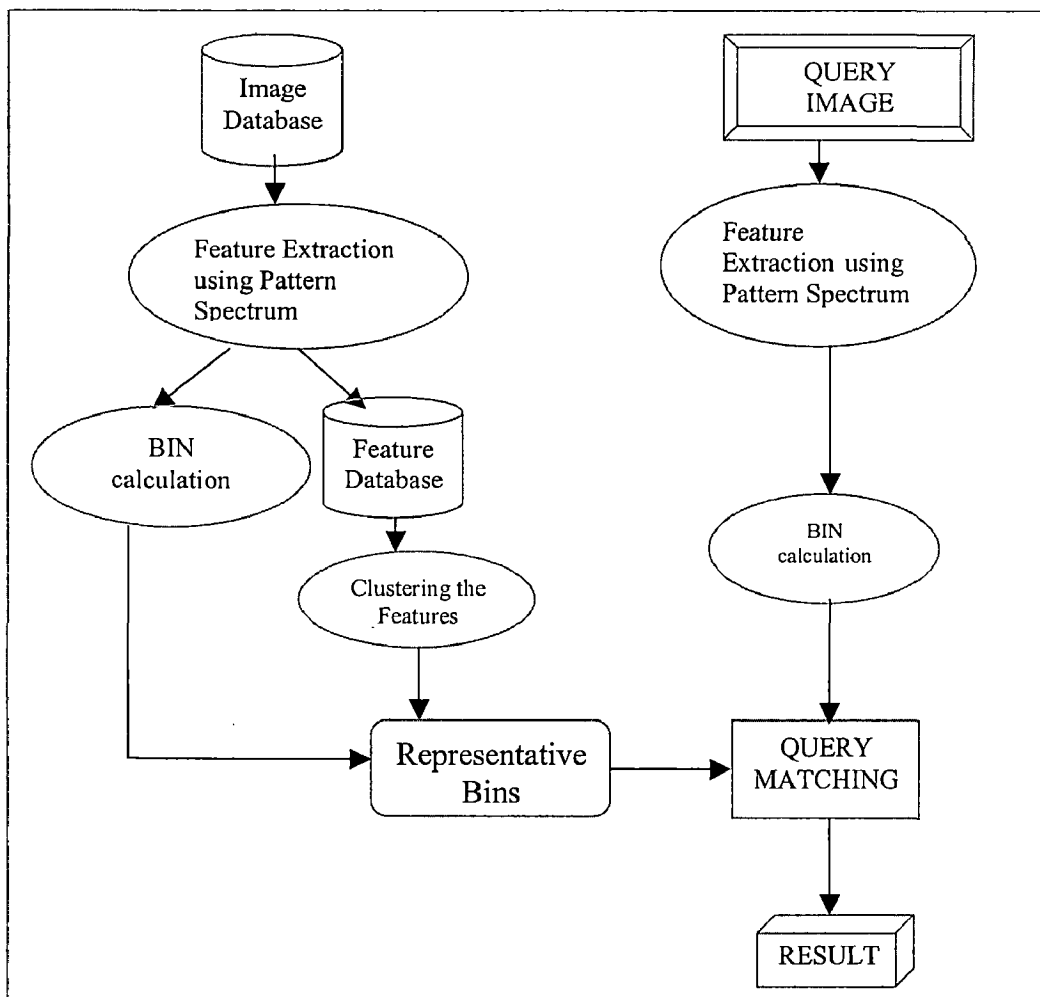 Image
Database
QUERY
IMAGE
Feature Extraction
using Pattern
Spectrum
Feature
Extraction using
Pattern Spectrum
BIN
calculation
Feature
Database
BIN
calculation
Clustering the
Features
Representative
Bins
QUERY
MATCHING
RESULT